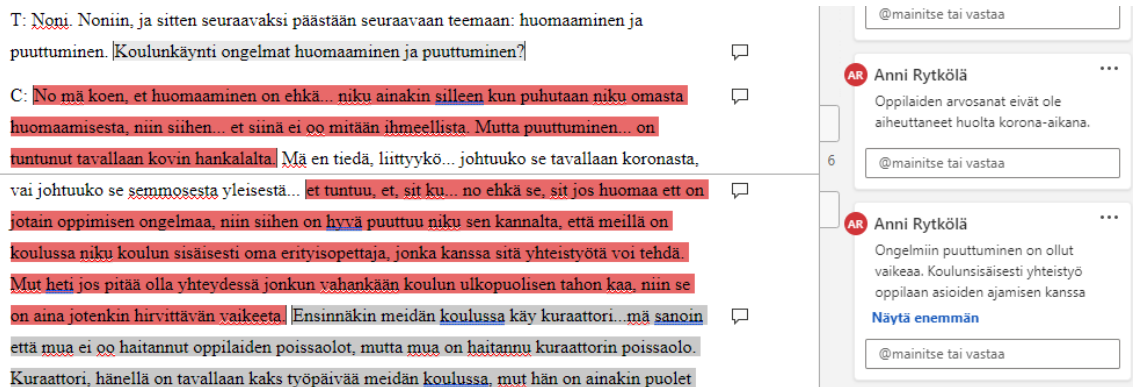 T: Noni. Noniin, ja sitten seuraavaksi päästään seuraavaan teemaan: huomaaminen ja
puuttuminen. Koulunkäynti ongelmat huomaaminen ja puuttuminen?
C: No mä koen, et huomaaminen on ehkä... niku ainakin silleen kun puhutaan niku omasta
huomaamisesta, niin siihen... et siinä ei oo mitään ihmeellista. Mutta puuttuminen... on
tuntunut tavallaan kovin hankalalta. Mä en tiedä, liittyykö... johtuuko se tavallaan koronasta,
vai johtuuko se semmosesta yleisestä... et tuntuu, et, sit ku... no ehkä se, sit jos huomaa ett on
jotain oppimisen ongelmaa, niin siihen on hyvä puuttuu niku sen kannalta, että meillä on
koulussa niku koulun sisäisesti oma erityisopettaja, jonka kanssa sitä yhteistyötä voi tehdä.
Mut heti jos pitää olla yhteydessä jonkun vahankään koulun ulkopuolisen tahon kaa, niin se
on aina jotenkin hirvittävän vaikeeta. Ensinnäkin meidän koulussa käy kuraattori...mä sanoin
että mua ei oo haitannut oppilaiden poissaolot, mutta mua on haitannu kuraattorin poissaolo.
Kuraattori, hänellä on tavallaan kaks työpäivää meidän koulussa, mut hän on ainakin puolet
@mainitse tai vastaa
AR Anni Rytkölä
Oppilaiden arvosanat eivät ole
aiheuttaneet huolta korona-aikana.
@mainitse tai vastaa
6
AR Anni Rytkölä
Ongelmiin puuttuminen on ollut
vaikeaa. Koulunsisäisesti yhteistyö
oppilaan asioiden ajamisen kanssa
Näytä enemmän
@mainitse tai vastaa